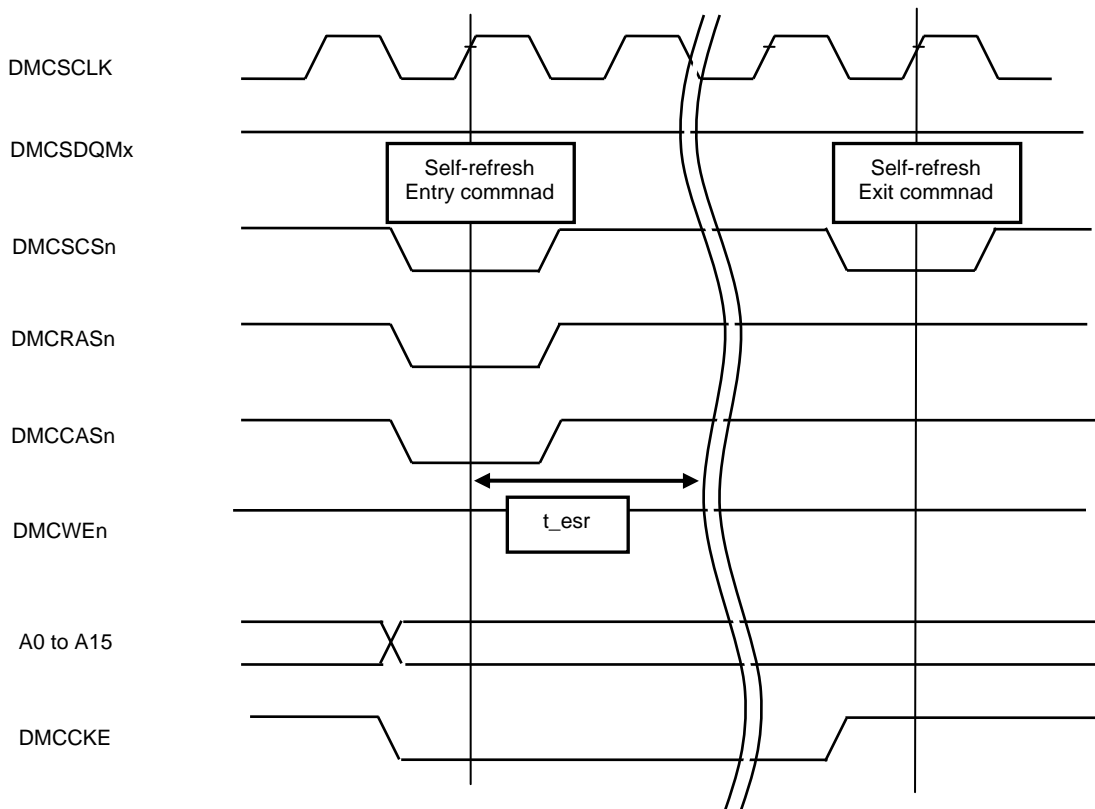 DMCSCLK
DMCSDQMx
Self-refresh
Entry commnad
Self-refresh
Exit commnad
DMCSCSn
DMCRASn
DMCCASn
DMCWEn
t_esr
A0 to A15
DMCCKE